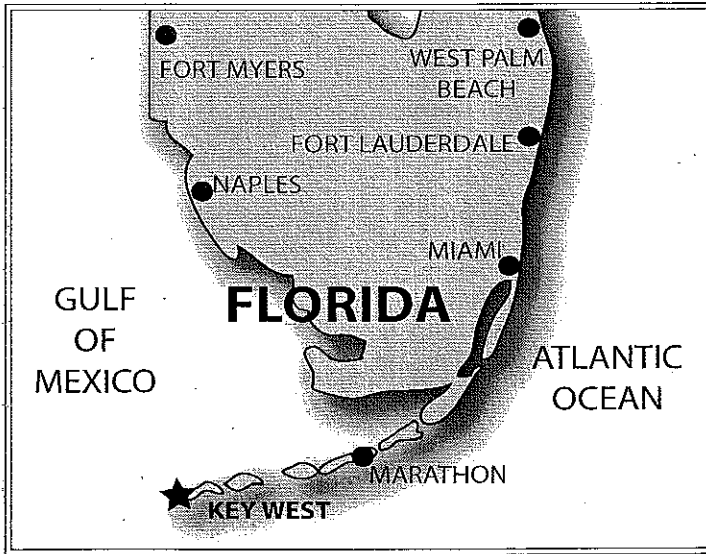 FORT MYERS
WEST PALM
BEACH
FORT LAUDERDALE
NAPLES
MIAMI
FLORIDA
GULF
OF
MEXICO
ATLANTIC
OCEAN
MARATHON
KEY WEST